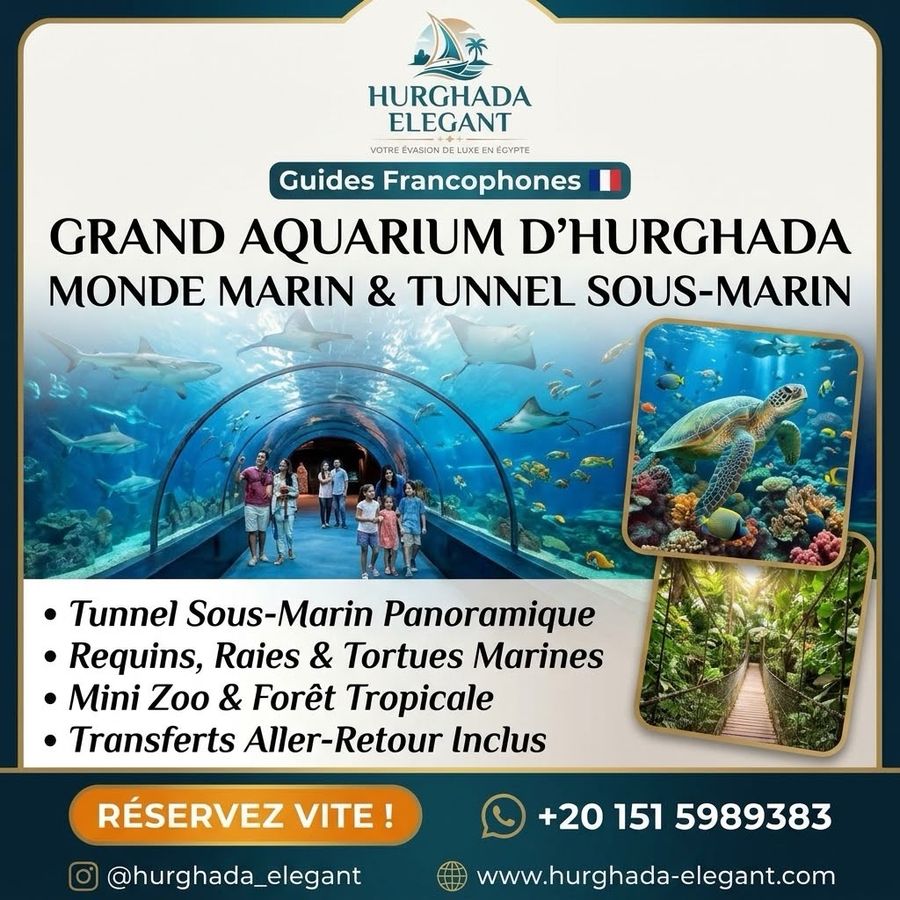 HURGHADA
ELEGANT
VOTRE ÉVASION DE LUXE EN ÉGYPTE
Guides Francophones 🇫🇷
GRAND AQUARIUM D’HURGHADA
MONDE MARIN & TUNNEL SOUS-MARIN
• Tunnel Sous-Marin Panoramique
• Requins, Raies & Tortues Marines
• Mini Zoo & Forêt Tropicale
• Transferts Aller-Retour Inclus
RÉSERVEZ VITE !
+20 151 5989383
@hurghada_elegant
www.hurghada-elegant.com